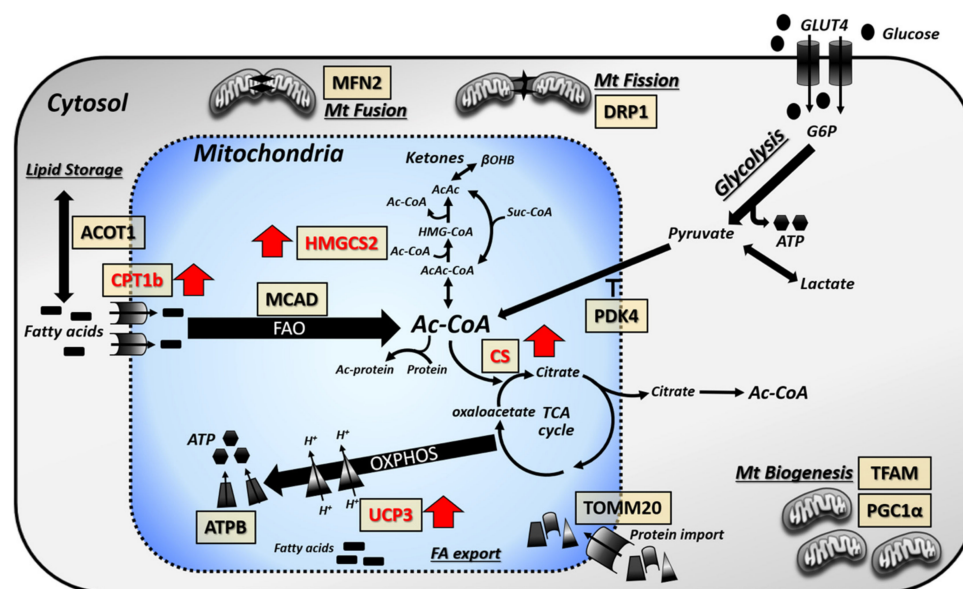 GLUT4
Glucose
Cytosol
MFN2
Mt Fusion
Mt Fission
DRP1
G6P
Glycolysis
Mitochondria
Lipid Storage
Ketones
βOHB
AcAc
Ac-CoA
Suc-CoA
HMG-CoA
Ac-CoA
AcAc-CoA
HMGCS2
ACOT1
CPT1b
Pyruvate
ATP
Lactate
PDK4
MCAD
FAO
Fatty acids
Ac-CoA
CS
Ac-protein
Protein
Citrate
Citrate
Ac-CoA
oxaloacetate
TCA
cycle
ATP
H+
H+
OXPHOS
H+
H+
ATPB
UCP3
Fatty acids
FA export
TOMM20
Protein import
Mt Biogenesis
TFAM
PGC1α